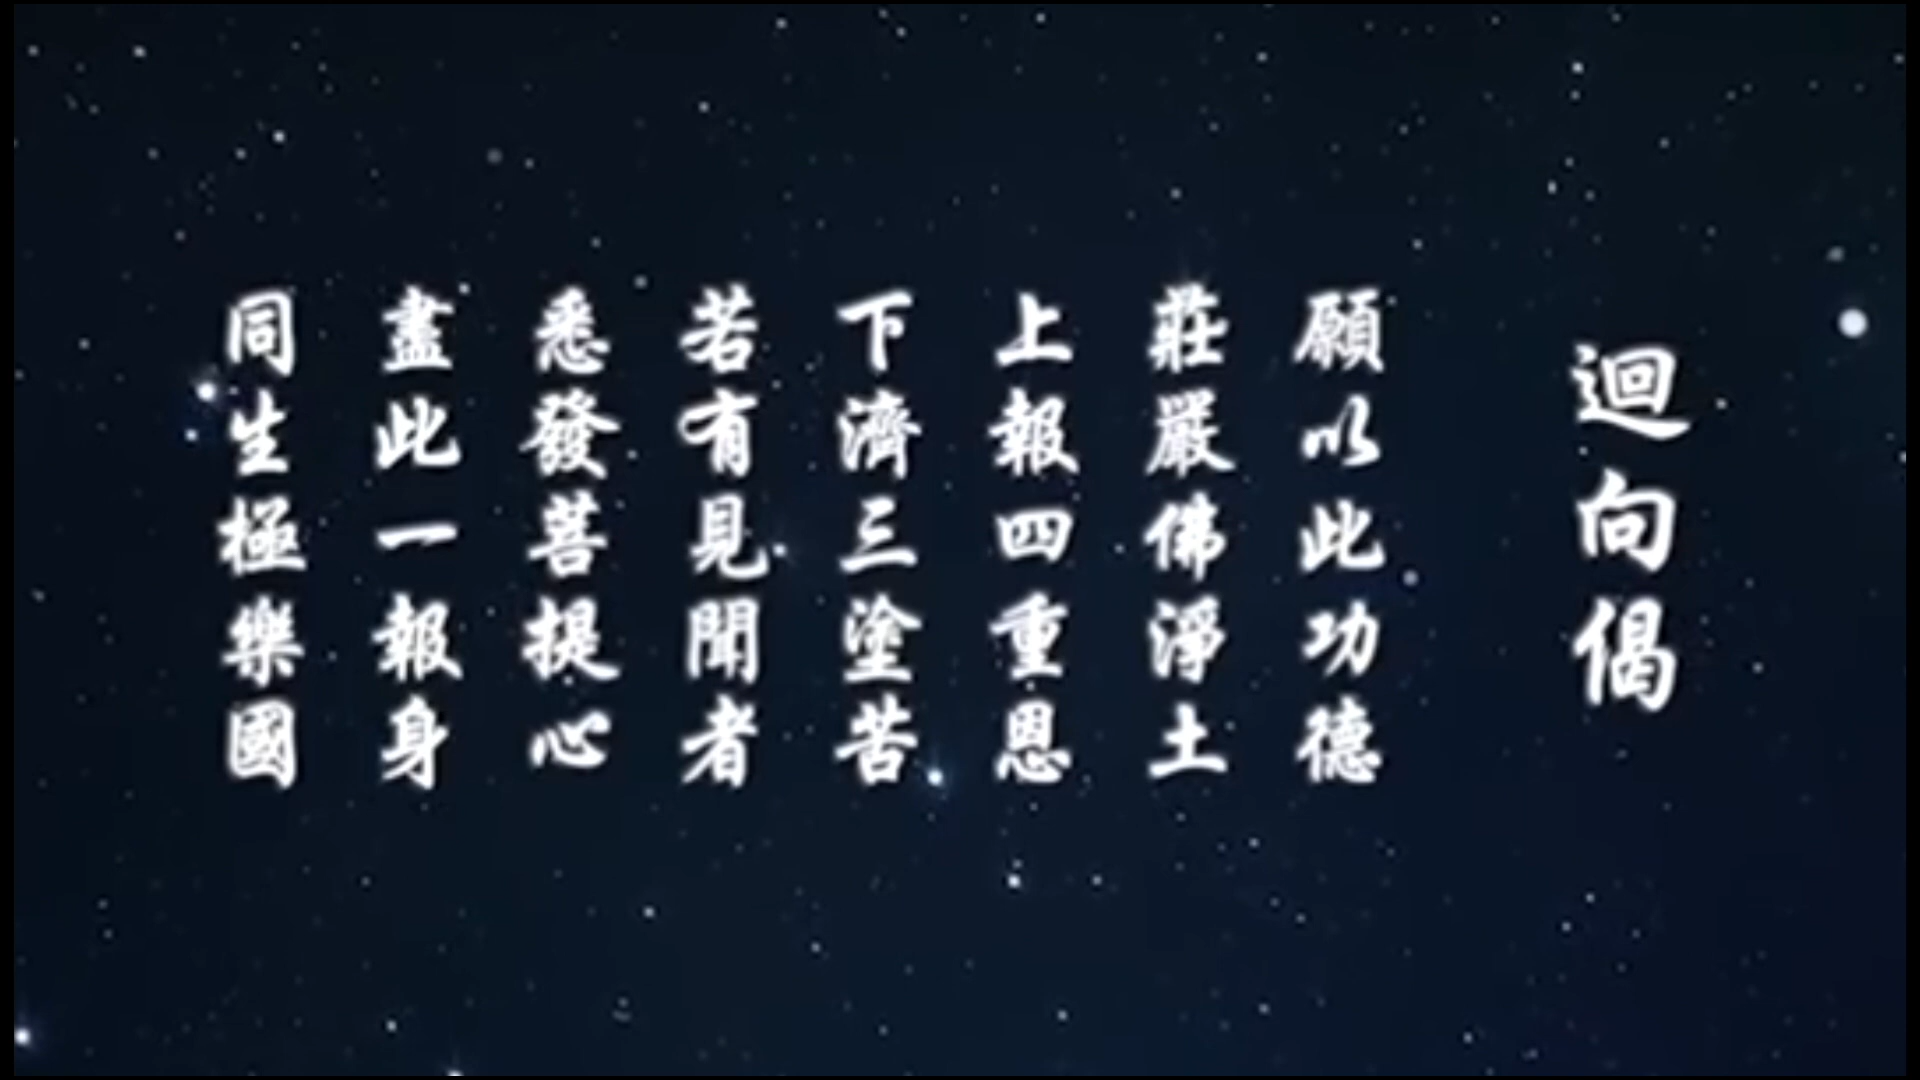 迴向偈
願以此功德
莊嚴佛淨土
上報四重恩
下濟三塗苦
若有見聞者
悉發菩提心
盡此一報身
同生極樂國